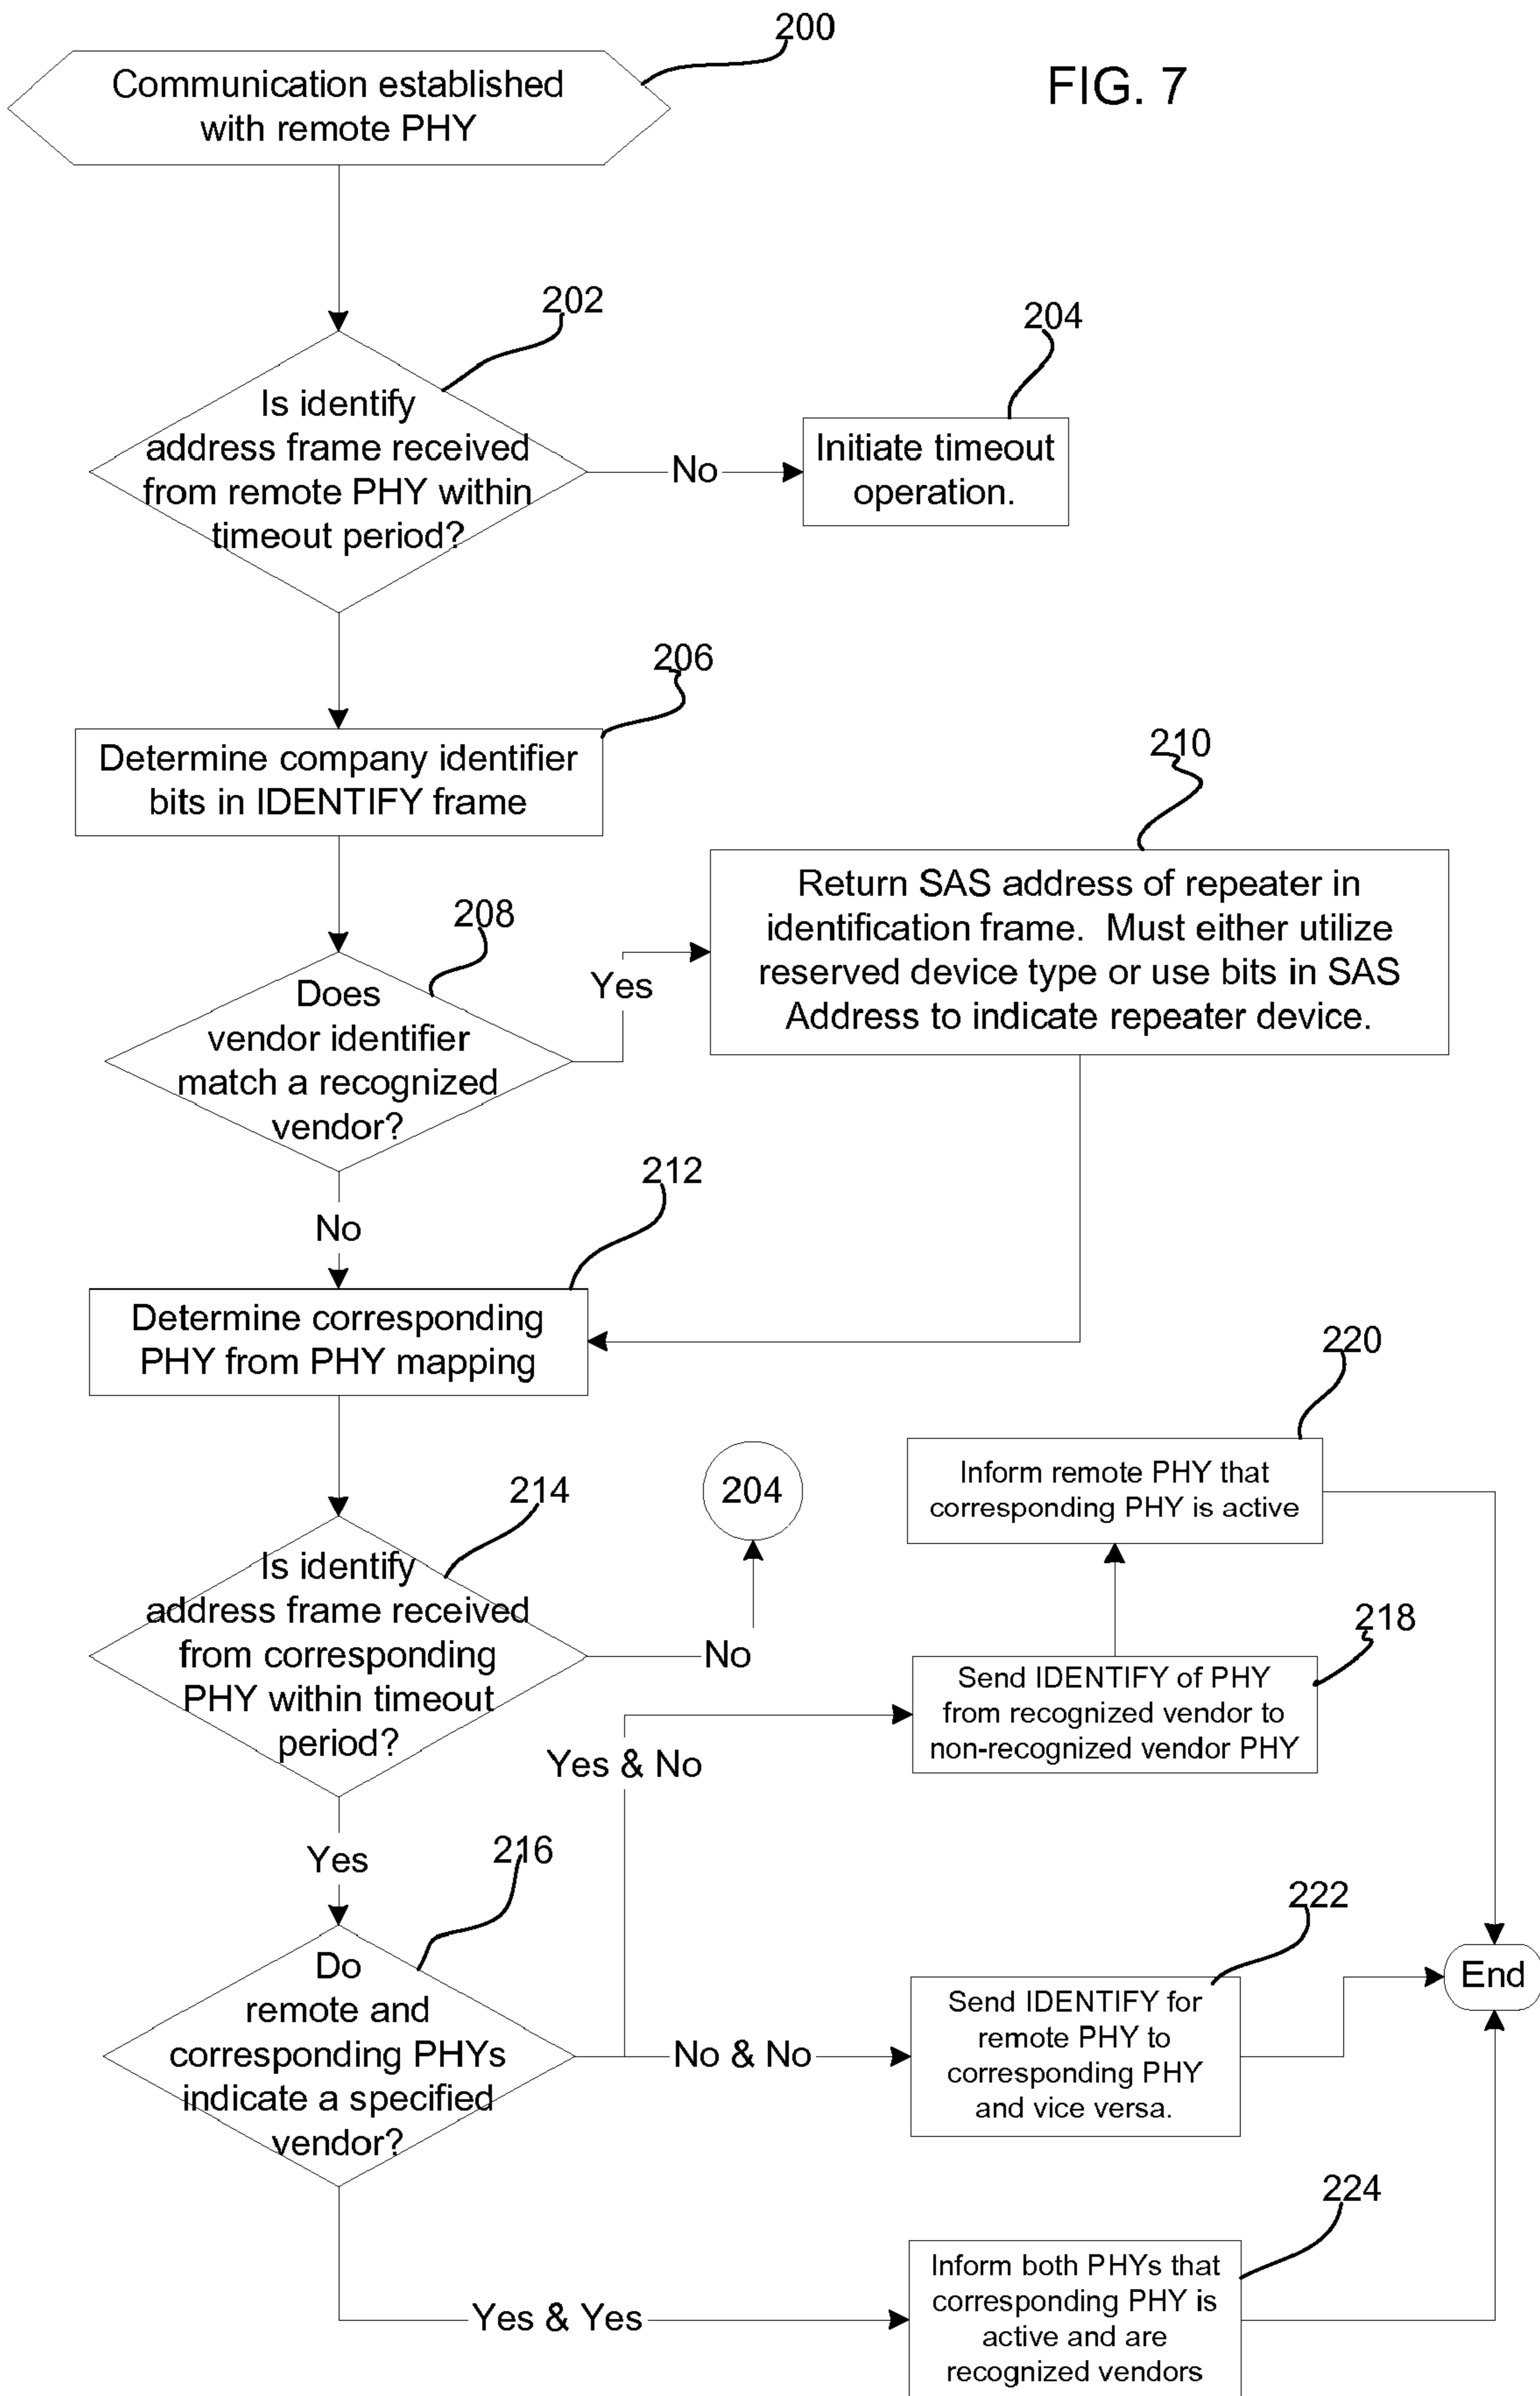 200
Communication established
with remote PHY
FIG. 7
202
Is identify
address frame received
from remote PHY within
timeout period?
No
204
Initiate timeout
operation.
206
Determine company identifier
bits in IDENTIFY frame
208
Does
vendor identifier
match a recognized
vendor?
Yes
210
Return SAS address of repeater in
identification frame. Must either utilize
reserved device type or use bits in SAS
Address to indicate repeater device.
No
212
Determine corresponding
PHY from PHY mapping
214
Is identify
address frame received
from corresponding
PHY within timeout
period?
No
204
220
Inform remote PHY that
corresponding PHY is active
218
Send IDENTIFY of PHY
from recognized vendor to
non-recognized vendor PHY
Yes & No
Yes
216
Do
remote and
corresponding PHYs
indicate a specified
vendor?
No & No
222
Send IDENTIFY for
remote PHY to
corresponding PHY
and vice versa.
End
Yes & Yes
224
Inform both PHYs that
corresponding PHY is
active and are
recognized vendors